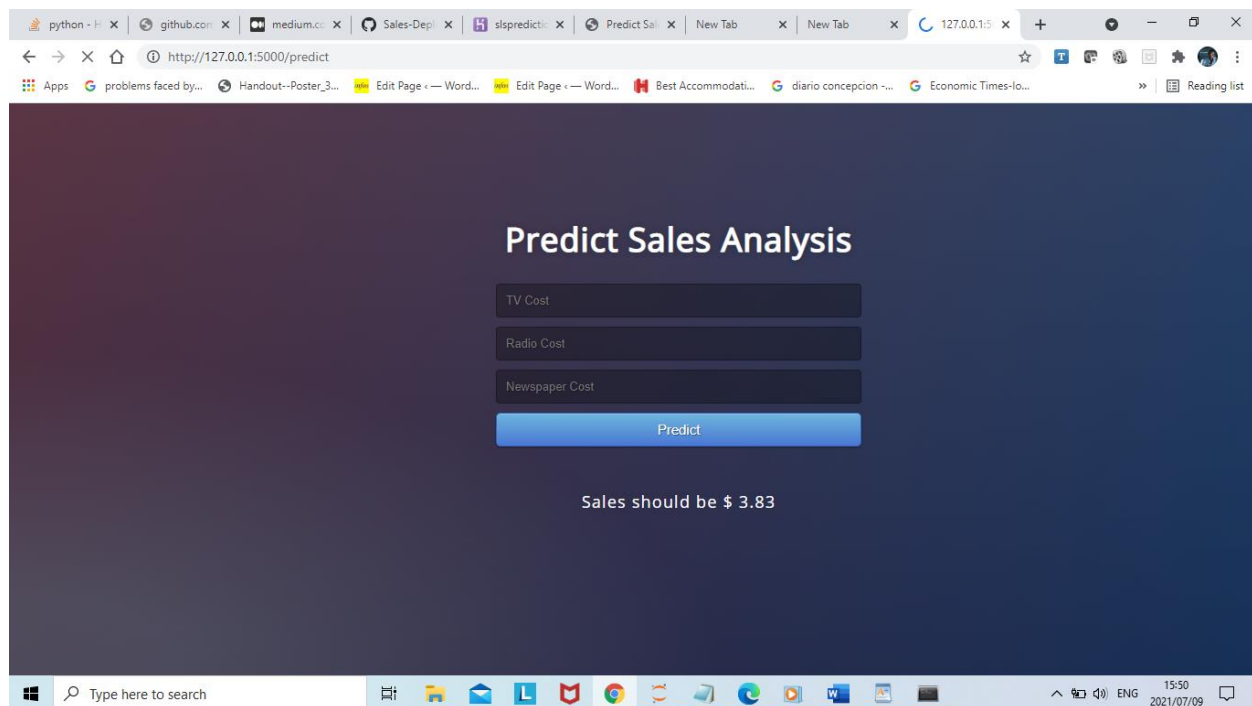 python - H
github.com
medium.co
Sales-Depl
slspredictic
Predict Sal
New Tab
New Tab
127.0.0.1:5
http://127.0.0.1:5000/predict
Apps
problems faced by...
Handout--Poster_3...
Edit Page ‹ — Word...
Edit Page ‹ — Word...
Best Accommodati...
diario concepcion -...
Economic Times-lo...
»
Reading list
Predict Sales Analysis
TV Cost
Radio Cost
Newspaper Cost
Predict
Sales should be $ 3.83
Type here to search
ENG
15:50
2021/07/09